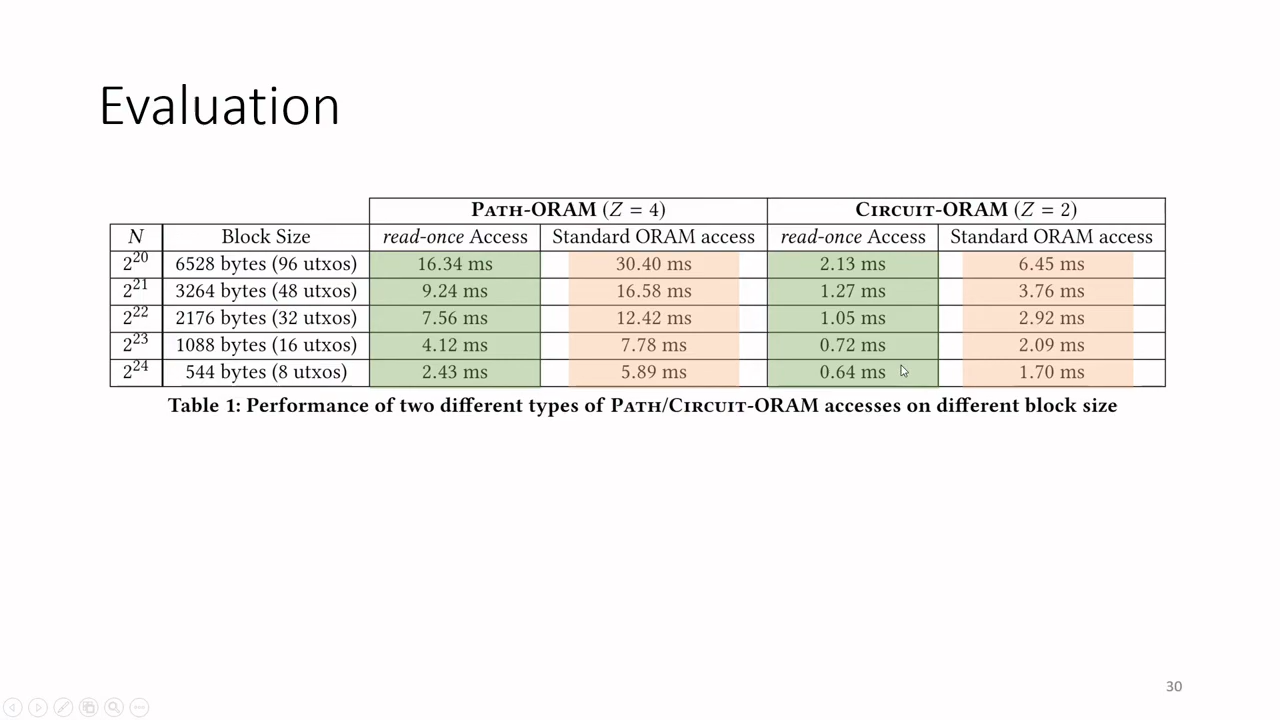 Evaluation
PATH-ORAM (Z = 4) CIRCUIT-ORAM (Z = 2)
N Block Size read-once Access Standard ORAM access read-once Access Standard ORAM access
2^20 6528 bytes (96 utxos) 16.34 ms 30.40 ms 2.13 ms 6.45 ms
2^21 3264 bytes (48 utxos) 9.24 ms 16.58 ms 1.27 ms 3.76 ms
2^22 2176 bytes (32 utxos) 7.56 ms 12.42 ms 1.05 ms 2.92 ms
2^23 1088 bytes (16 utxos) 4.12 ms 7.78 ms 0.72 ms 2.09 ms
2^24 544 bytes (8 utxos) 2.43 ms 5.89 ms 0.64 ms 1.70 ms
Table 1: Performance of two different types of PATH/CIRCUIT-ORAM accesses on different block size
30